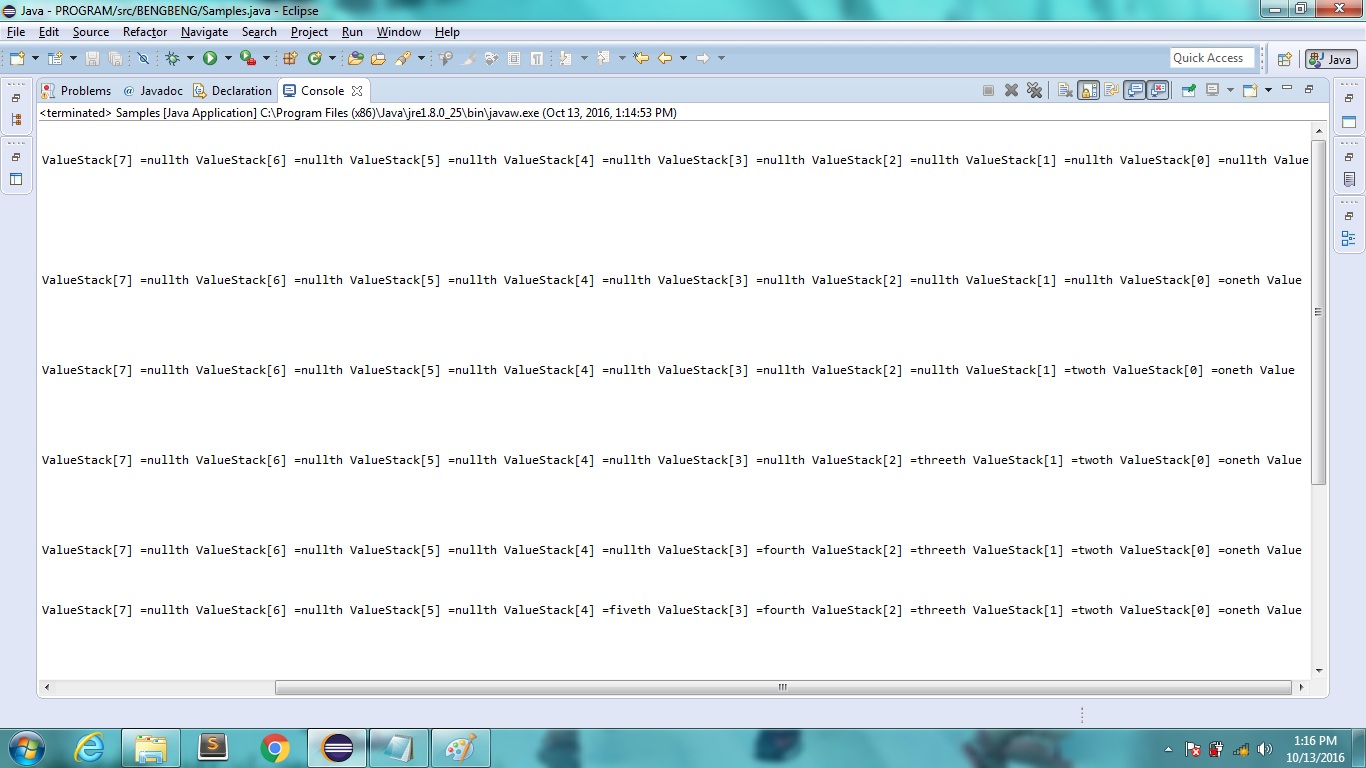 Java - PROGRAM/src/BENGBENG/Samples.java - Eclipse
File Edit Source Refactor Navigate Search Project Run Window Help
Quick Access
Java
Problems @ Javadoc Declaration Console
<terminated> Samples [Java Application] C:\Program Files (x86)\Java\jre1.8.0_25\bin\javaw.exe (Oct 13, 2016, 1:14:53 PM)
ValueStack[7] =nullth ValueStack[6] =nullth ValueStack[5] =nullth ValueStack[4] =nullth ValueStack[3] =nullth ValueStack[2] =nullth ValueStack[1] =nullth ValueStack[0] =nullth Value
ValueStack[7] =nullth ValueStack[6] =nullth ValueStack[5] =nullth ValueStack[4] =nullth ValueStack[3] =nullth ValueStack[2] =nullth ValueStack[1] =nullth ValueStack[0] =oneth Value
ValueStack[7] =nullth ValueStack[6] =nullth ValueStack[5] =nullth ValueStack[4] =nullth ValueStack[3] =nullth ValueStack[2] =nullth ValueStack[1] =twoth ValueStack[0] =oneth Value
ValueStack[7] =nullth ValueStack[6] =nullth ValueStack[5] =nullth ValueStack[4] =nullth ValueStack[3] =nullth ValueStack[2] =threeth ValueStack[1] =twoth ValueStack[0] =oneth Value
ValueStack[7] =nullth ValueStack[6] =nullth ValueStack[5] =nullth ValueStack[4] =nullth ValueStack[3] =fourth ValueStack[2] =threeth ValueStack[1] =twoth ValueStack[0] =oneth Value
ValueStack[7] =nullth ValueStack[6] =nullth ValueStack[5] =nullth ValueStack[4] =fiveth ValueStack[3] =fourth ValueStack[2] =threeth ValueStack[1] =twoth ValueStack[0] =oneth Value
1:16 PM
10/13/2016